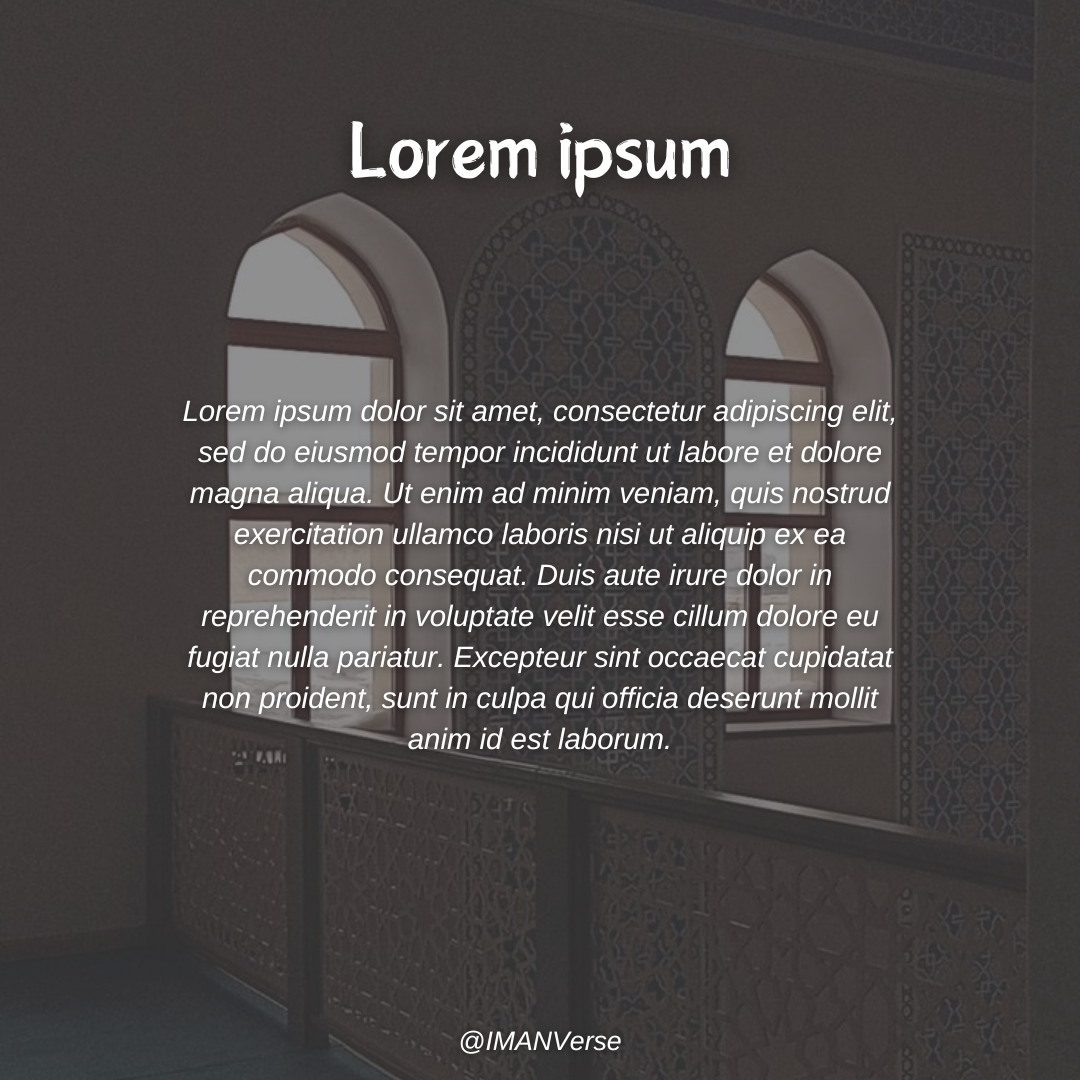 Lorem ipsum
Lorem ipsum dolor sit amet, consectetur adipiscing elit,
sed do eiusmod tempor incididunt ut labore et dolore
magna aliqua. Ut enim ad minim veniam, quis nostrud
exercitation ullamco laboris nisi ut aliquip ex ea
commodo consequat. Duis aute irure dolor in
reprehenderit in voluptate velit esse cillum dolore eu
fugiat nulla pariatur. Excepteur sint occaecat cupidatat
non proident, sunt in culpa qui officia deserunt mollit
anim id est laborum.
@IMANVerse